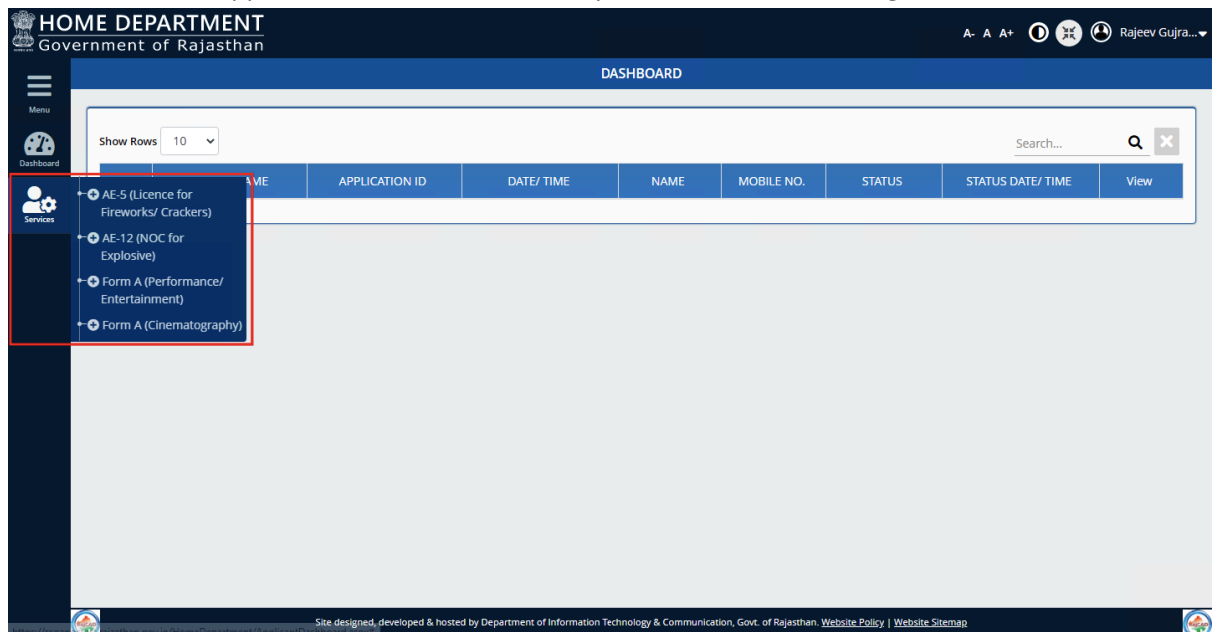 HOME DEPARTMENT
Government of Rajasthan
A- A A+
Rajeev Gujra...
DASHBOARD
Menu
Dashboard
Services
Show Rows 10
Search...
APPLICATION ID DATE/ TIME NAME MOBILE NO. STATUS STATUS DATE/ TIME View
AE-5 (Licence for
Fireworks/ Crackers)
AE-12 (NOC for
Explosive)
Form A (Performance/
Entertainment)
Form A (Cinematography)
Site designed, developed & hosted by Department of Information Technology & Communication, Govt. of Rajasthan. Website Policy | Website Sitemap